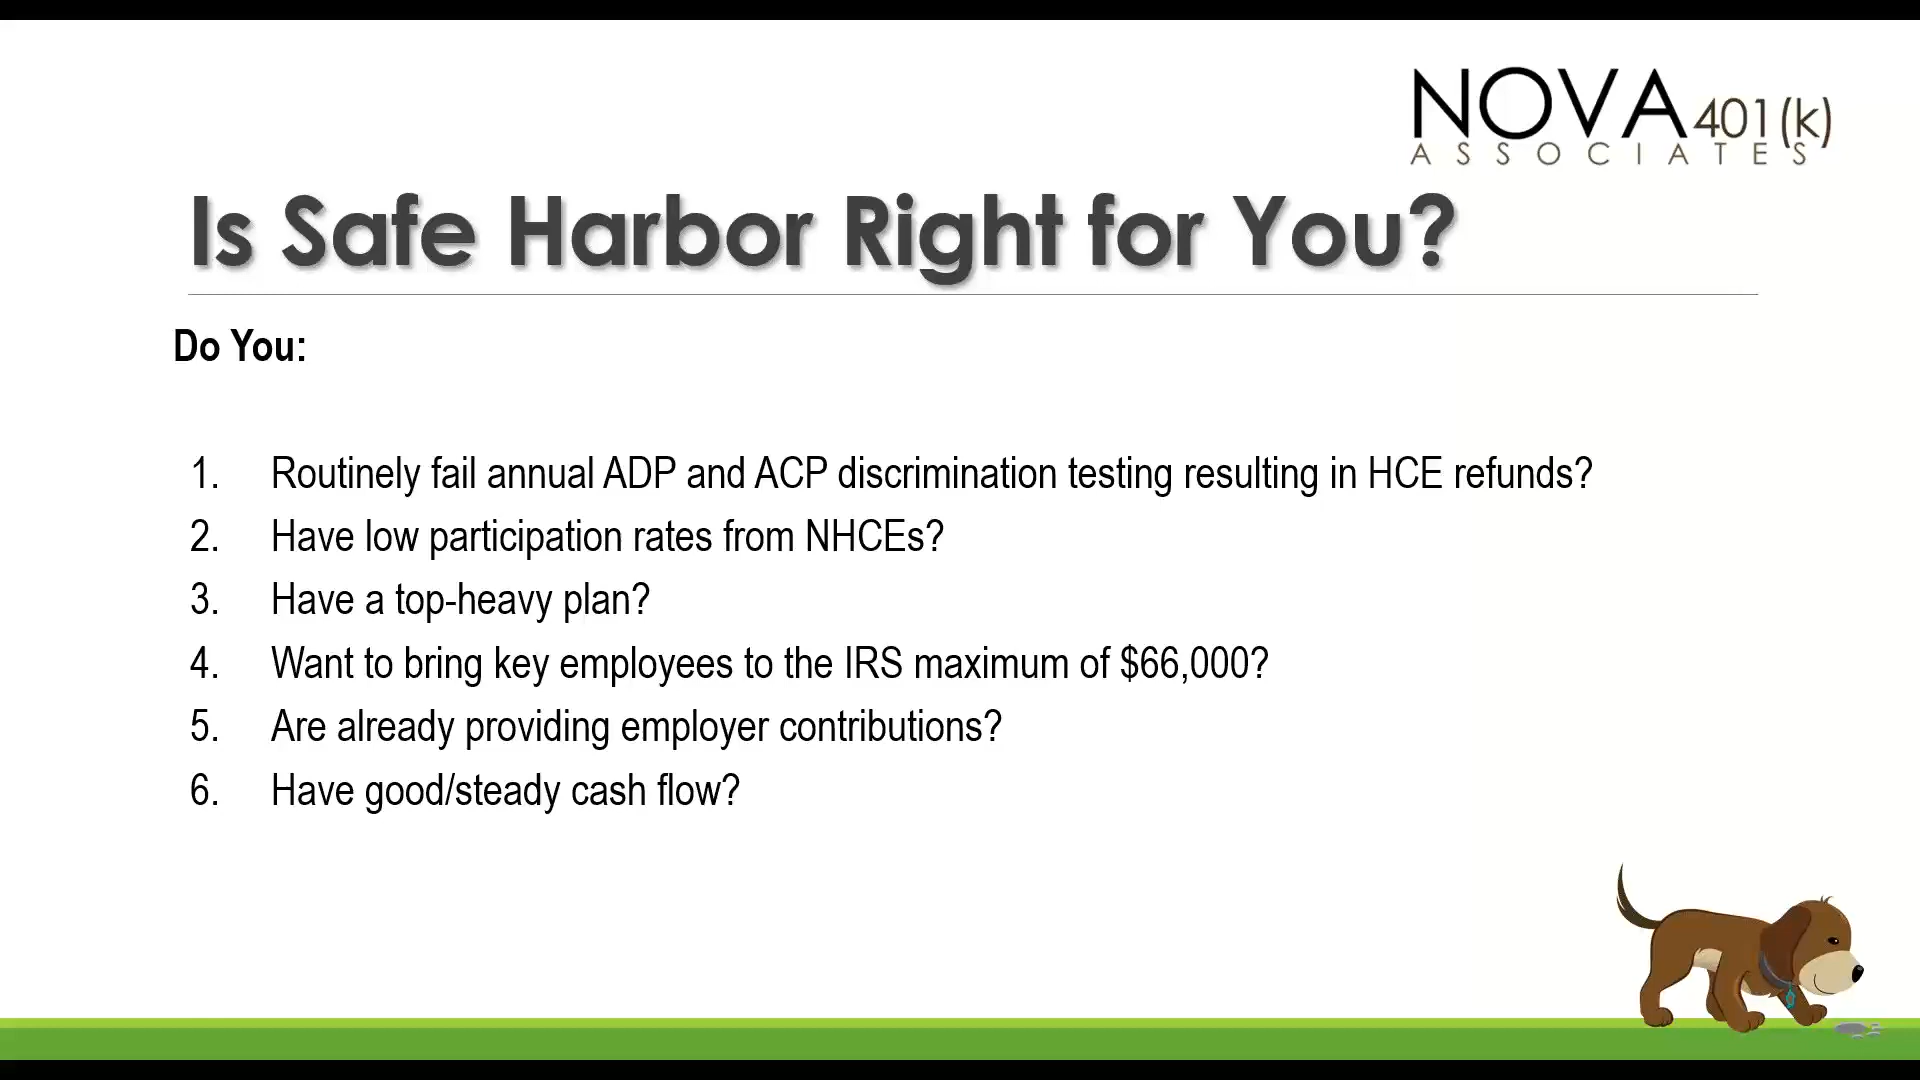 NOVA 401(k)
ASSOCIATES
Is Safe Harbor Right for You?
Do You:
1. Routinely fail annual ADP and ACP discrimination testing resulting in HCE refunds?
2. Have low participation rates from NHCEs?
3. Have a top-heavy plan?
4. Want to bring key employees to the IRS maximum of $66,000?
5. Are already providing employer contributions?
6. Have good/steady cash flow?